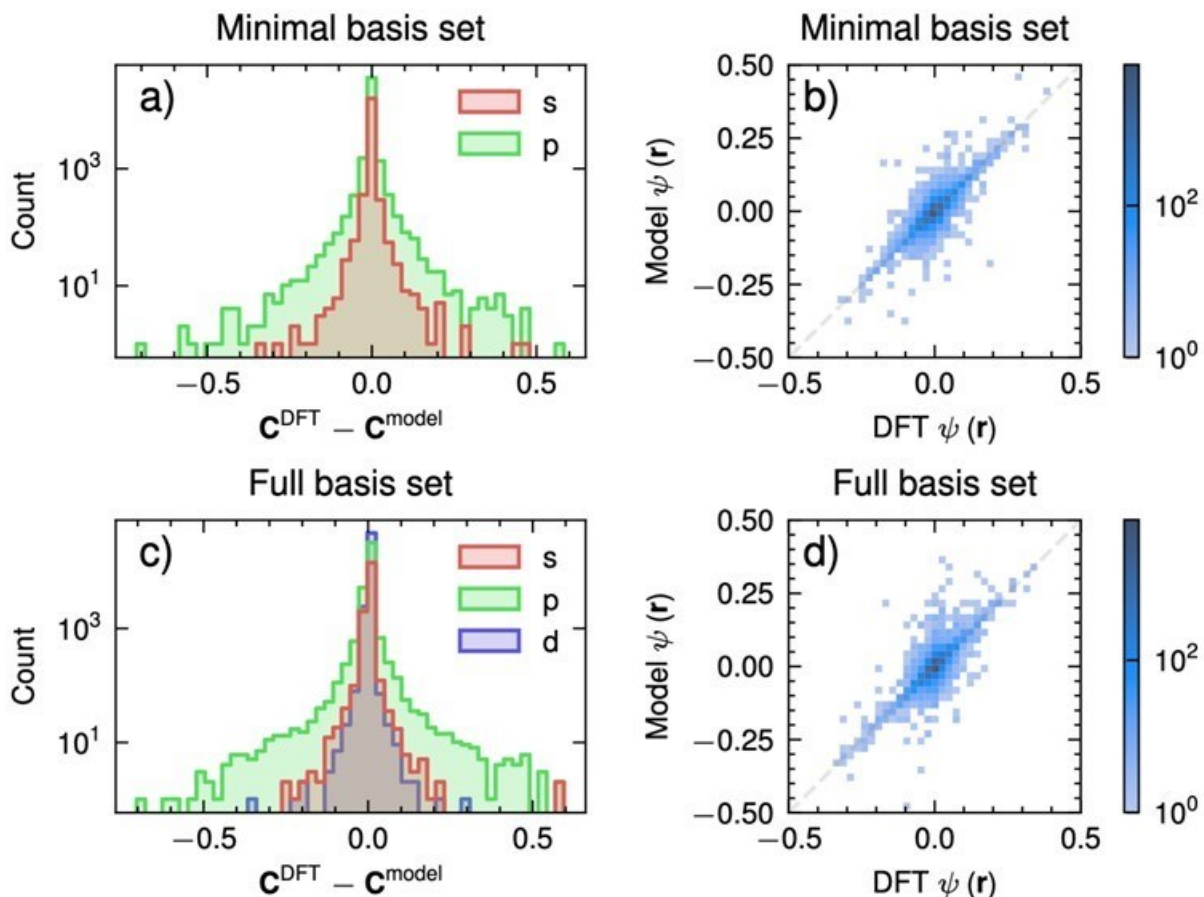 Minimal basis set
a)
s
p
Count
10³
10¹
−0.5
0.0
0.5
C^DFT − C^model
Minimal basis set
b)
Model ψ (r)
0.50
0.25
0.00
−0.25
−0.50
−0.5
0.0
0.5
DFT ψ (r)
10²
10⁰
Full basis set
c)
s
p
d
Count
10³
10¹
−0.5
0.0
0.5
C^DFT − C^model
Full basis set
d)
Model ψ (r)
0.50
0.25
0.00
−0.25
−0.50
−0.5
0.0
0.5
DFT ψ (r)
10²
10⁰